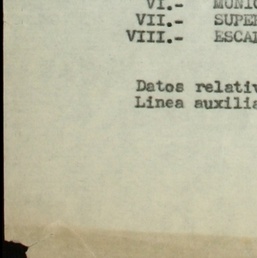 VI.- MUNIC
VII.- SUPER
VIII.- ESCAL
Datos relativ
Linea auxilia